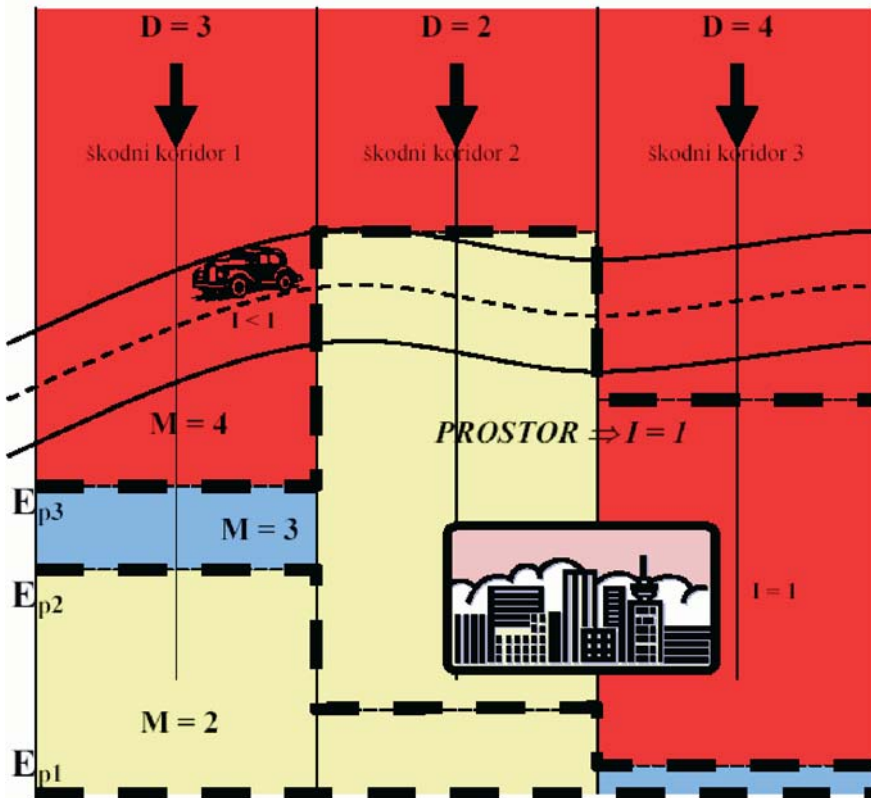 D = 3 D = 2 D = 4
škodni koridor 1 škodni koridor 2 škodni koridor 3
I < 1
M = 4
PROSTOR ⇒ I = 1
Ep3
M = 3
Ep2
I = 1
M = 2
Ep1